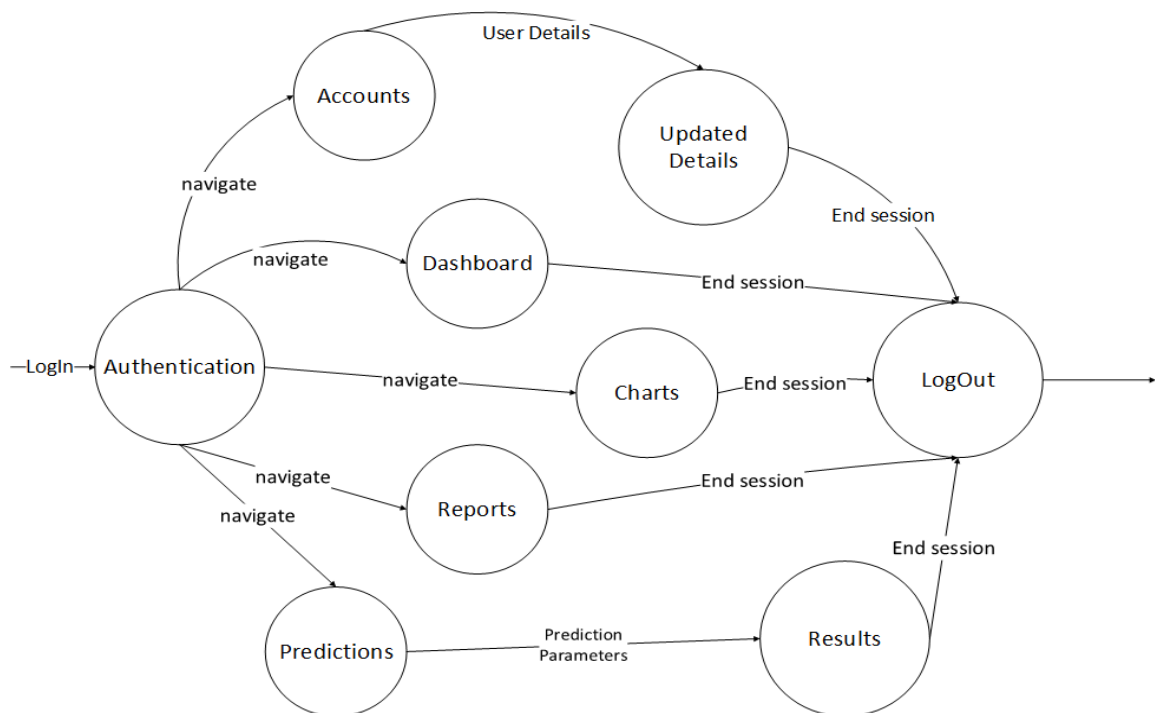 User Details
Accounts
Updated
Details
navigate
End session
navigate
Dashboard
End session
LogIn
Authentication
navigate
Charts
End session
LogOut
navigate
Reports
End session
navigate
End session
Predictions
Prediction
Parameters
Results